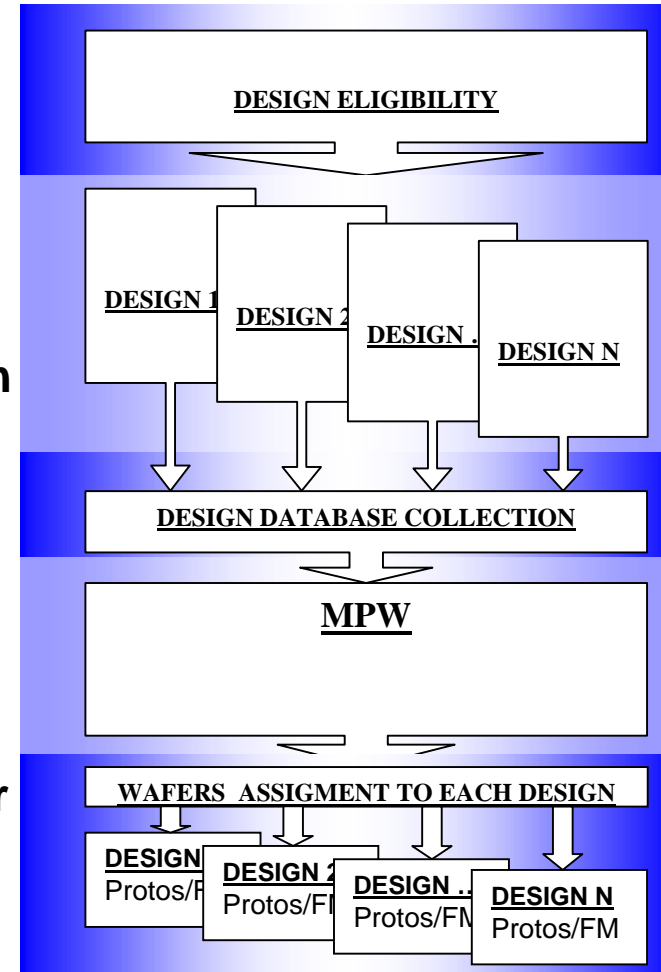 DESIGN ELIGIBILITY
DESIGN 1
DESIGN 2
DESIGN ..
DESIGN N
n
DESIGN DATABASE COLLECTION
MPW
r
WAFERS ASSIGMENT TO EACH DESIGN
DESIGN
Protos/F
DESIGN 2
Protos/FM
DESIGN ..
Protos/FM
DESIGN N
Protos/FM